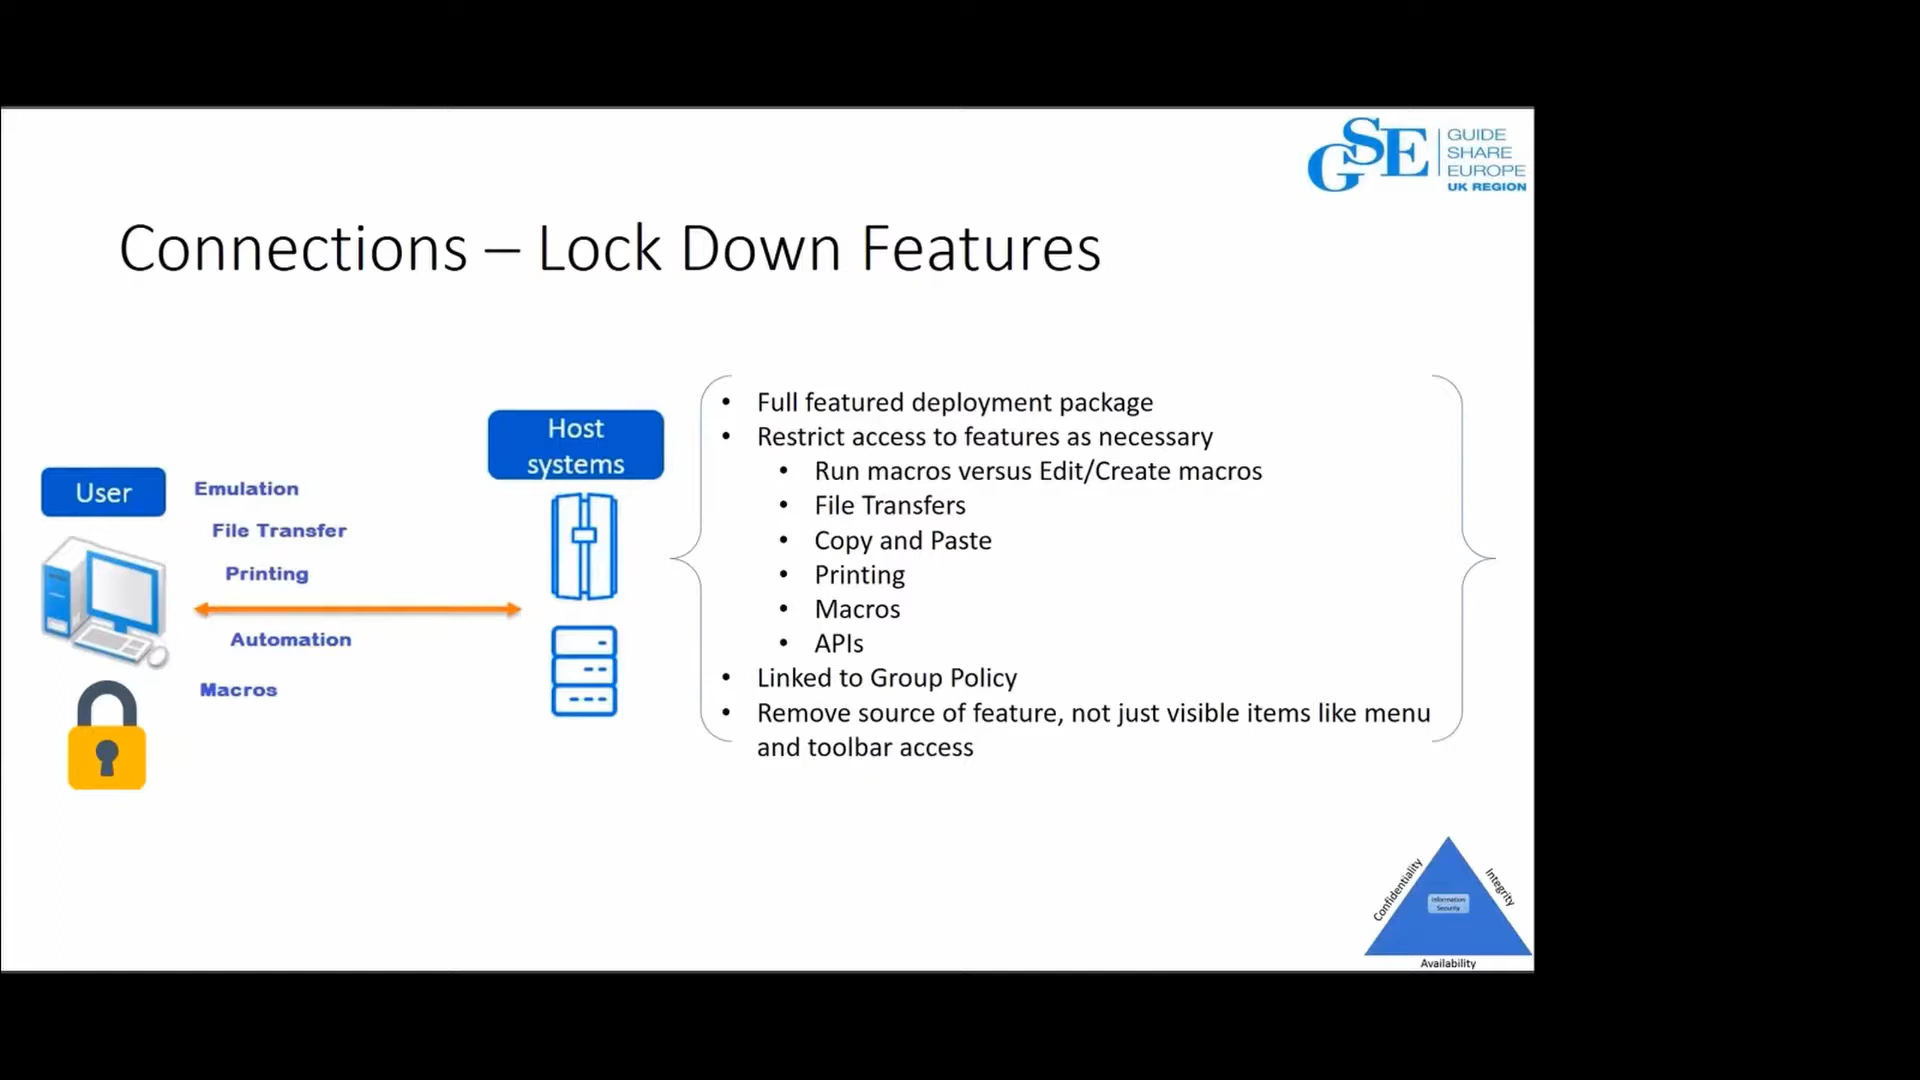 GSE
GUIDE
SHARE
EUROPE
UK REGION
Connections – Lock Down Features
User
Emulation
File Transfer
Printing
Automation
Macros
Host
systems
• Full featured deployment package
• Restrict access to features as necessary
• Run macros versus Edit/Create macros
• File Transfers
• Copy and Paste
• Printing
• Macros
• APIs
• Linked to Group Policy
• Remove source of feature, not just visible items like menu
and toolbar access
Confidentiality
Integrity
Information
Security
Availability